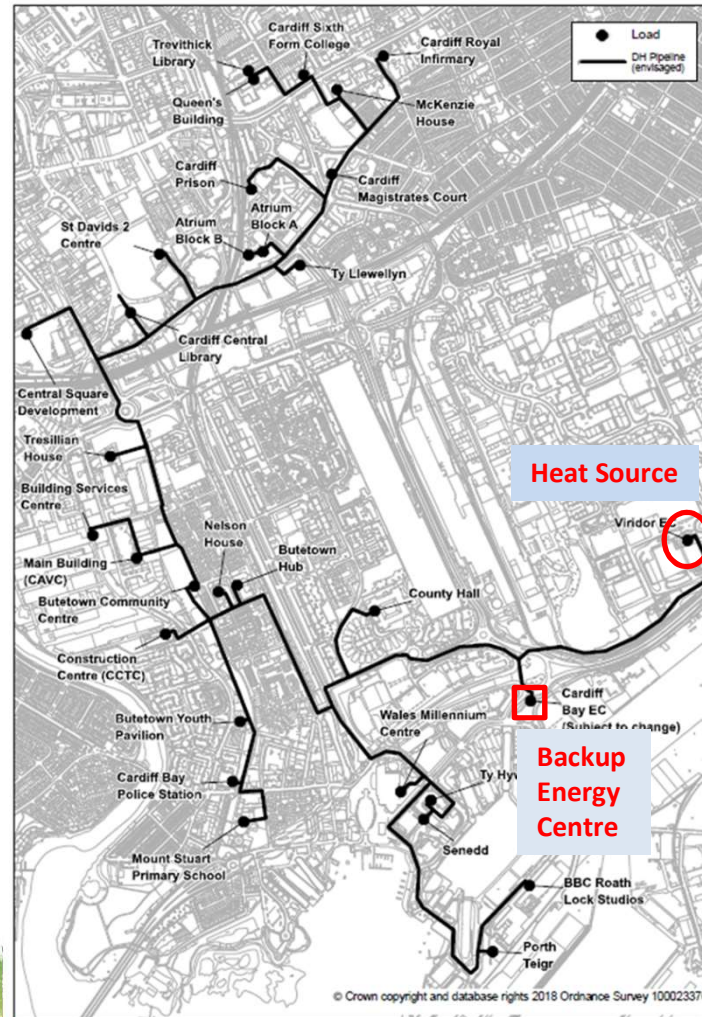 Load
DH Pipeline
(envisaged)
Trevithick
Library
Cardiff Sixth
Form College
Cardiff Royal
Infirmary
Queen's
Building
McKenzie
House
Cardiff
Prison
Cardiff
Magistrates Court
Atrium
Block A
St Davids 2
Centre
Atrium
Block B
Ty Llewellyn
Cardiff Central
Library
Central Square
Development
Tresillian
House
Heat Source
Building Services
Centre
Viridor EC
Nelson
House
Butetown
Hub
Main Building
(CAVC)
Butetown Community
Centre
County Hall
Construction
Centre (CCTC)
Cardiff
Bay EC
(Subject to change)
Wales Millennium
Centre
Butetown Youth
Pavilion
Backup
Energy
Centre
Cardiff Bay
Police Station
Ty Hyw
Senedd
Mount Stuart
Primary School
BBC Roath
Lock Studios
Porth
Teigr
© Crown copyright and database rights 2018 Ordnance Survey 100023376